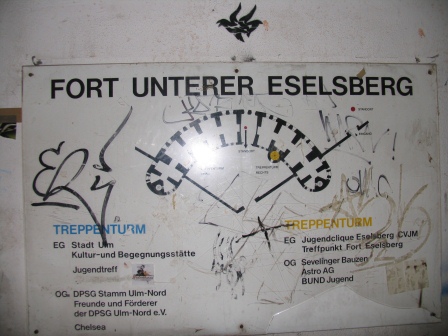 FORT UNTERER ESELSBERG
TREPPENTURM
EG Stadt Ulm
Kultur-und Begegnungsstätte
Jugendtreff
OG DPSG Stamm Ulm-Nord
Freunde und Förderer
der DPSG Ulm-Nord e.V.
Chelsea
TREPPENTURM
EG Jugendclique Eselsberg CVJM
Treffpunkt Fort Eselsberg
OG Sevelinger Bauzen
Astro AG
BUND Jugend